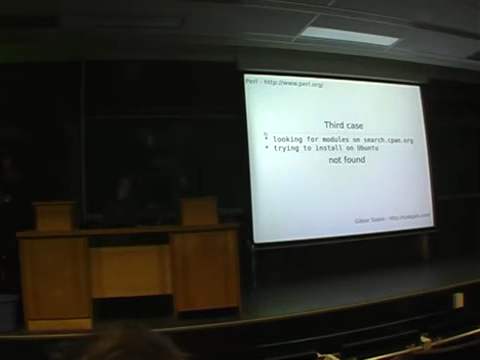 Perl - http://www.perl.org/
Third case
* looking for modules on search.cpan.org
* trying to install on Ubuntu
not found
Gábor Szabó - http://szabgab.com/